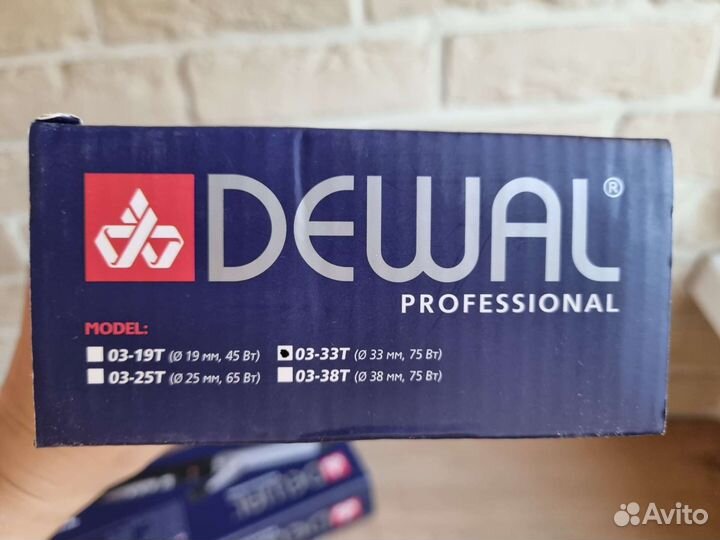 DEWAL®
PROFESSIONAL
MODEL:
03-19T (Ø 19 мм, 45 Вт) 03-33T (Ø 33 мм, 75 Вт)
03-25T (Ø 25 мм, 65 Вт) 03-38T (Ø 38 мм, 75 Вт)
Avito